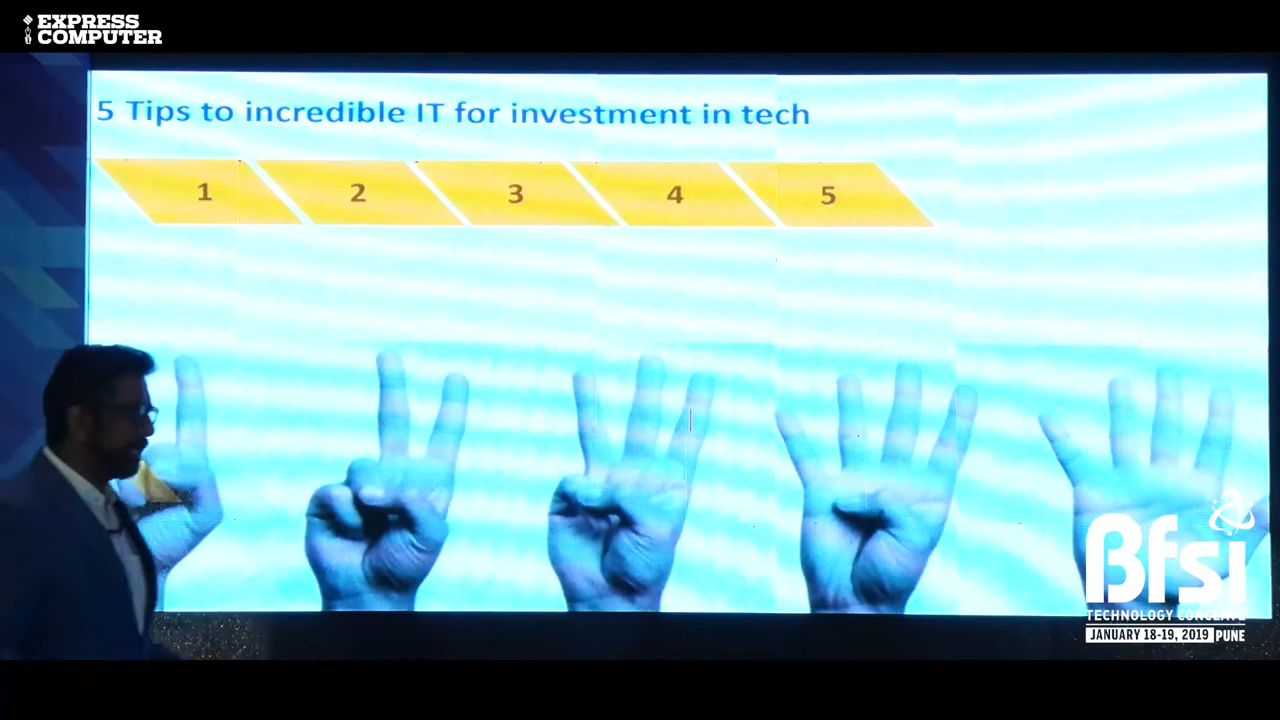 EXPRESS
COMPUTER
5 Tips to incredible IT for investment in tech
1 2 3 4 5
Bfsi
TECHNOLOGY CONCLAVE
JANUARY 18-19, 2019 PUNE